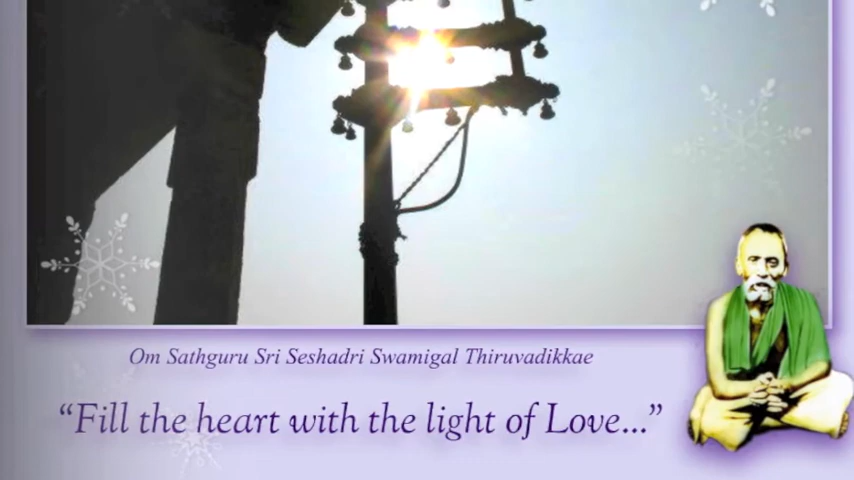 Om Sathguru Sri Seshadri Swamigal Thiruvadikkae
“Fill the heart with the light of Love...”